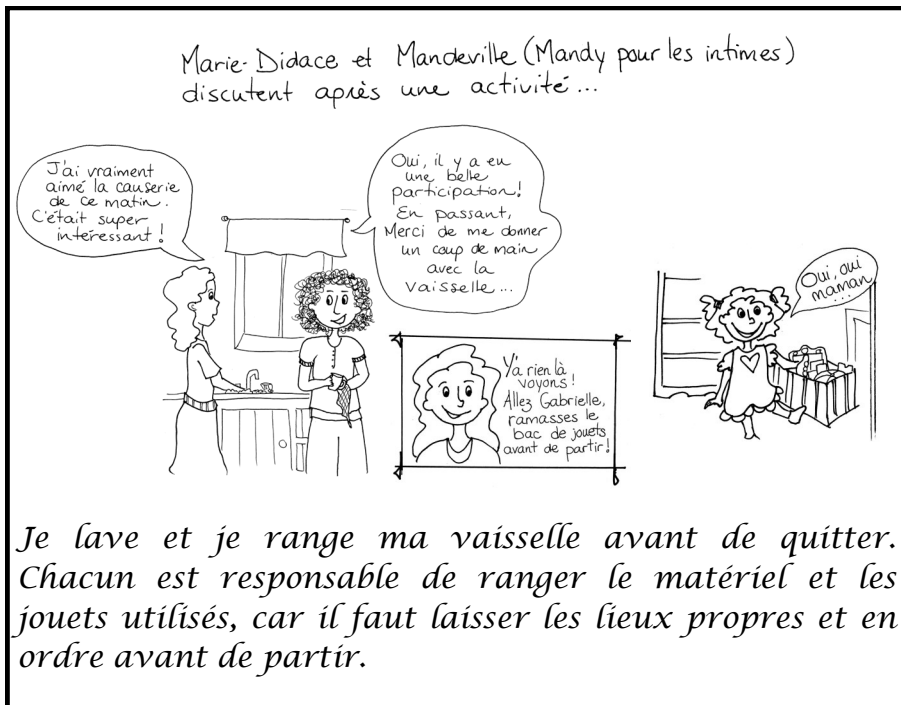 Marie-Didace et Mandeville (Mandy pour les intimes)
discutent après une activité...
J'ai vraiment
aimé la causerie
de ce matin.
C'était super
intéressant !
Oui, il y a eu
une belle
participation!
En passant,
Merci de me donner
un coup de main
avec la
vaisselle...
Y'a rien là
voyons!
Allez Gabrielle,
ramasses le
bac de jouets
avant de partir!
Oui, oui
maman
...
Je lave et je range ma vaisselle avant de quitter.
Chacun est responsable de ranger le matériel et les
jouets utilisés, car il faut laisser les lieux propres et en
ordre avant de partir.